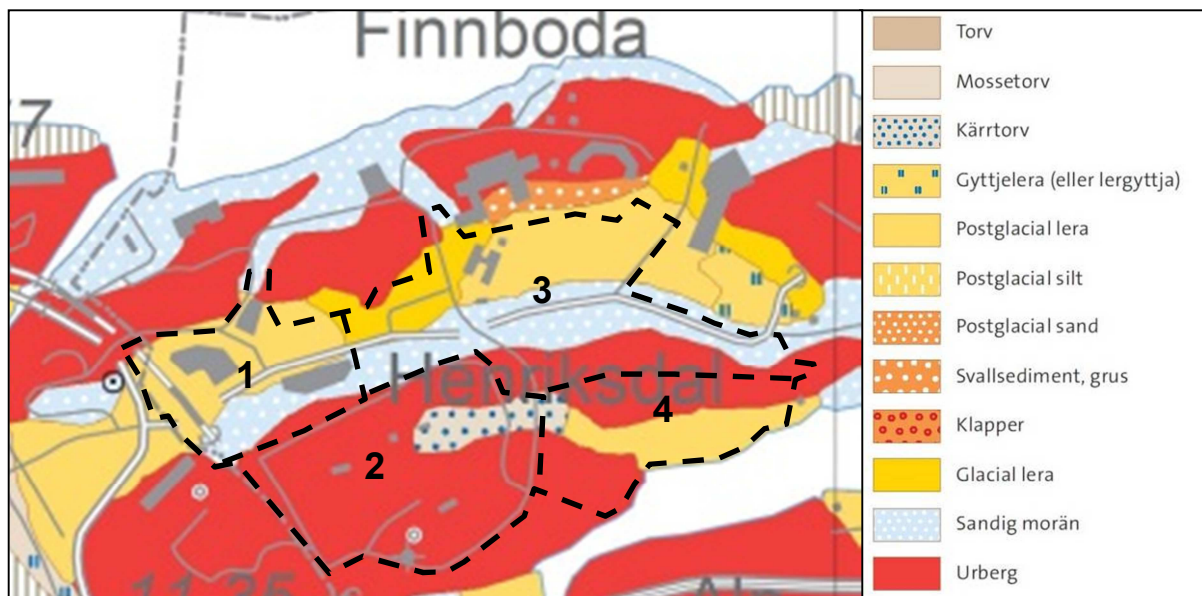 Finnboda
7
3
1
Henriksdal
4
2
Torv
Mossetorv
Kärrtorv
Gyttjelera (eller lergyttja)
Postglacial lera
Postglacial silt
Postglacial sand
Svallsediment, grus
Klapper
Glacial lera
Sandig morän
Urberg